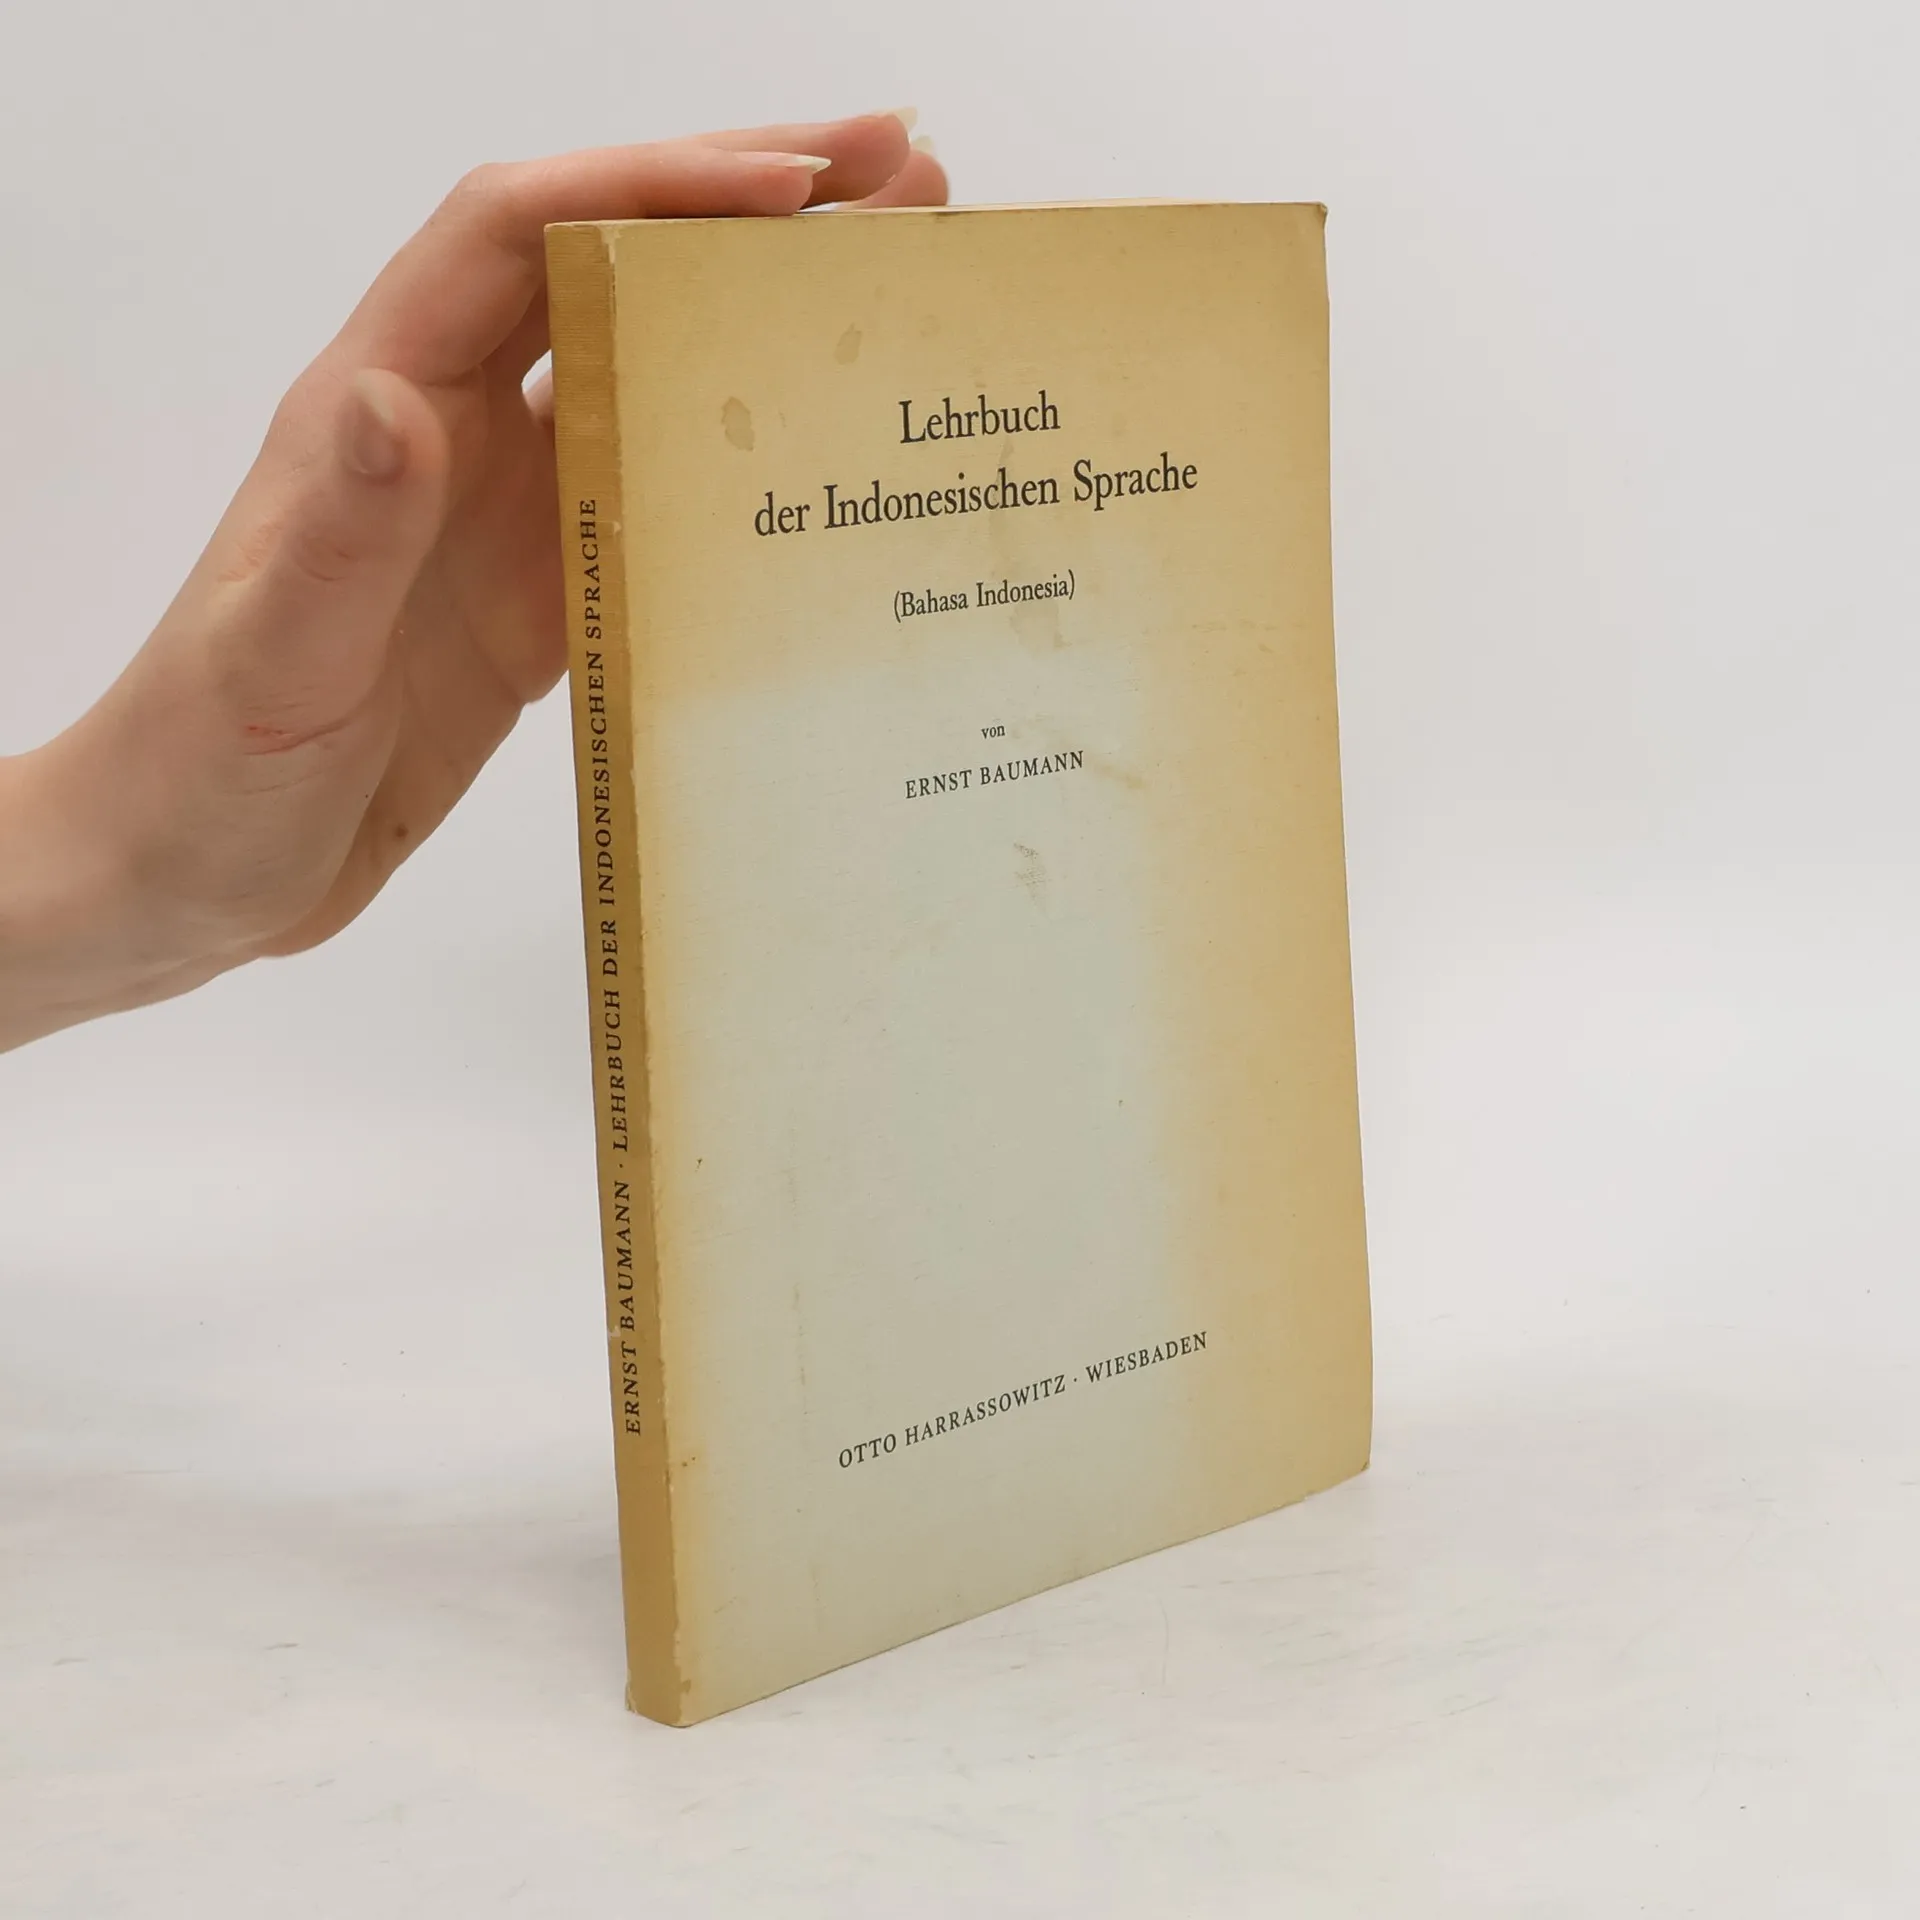 Lehrbuch
der Indonesischen Sprache
(Bahasa Indonesia)
von
ERNST BAUMANN
OTTO HARRASSOWITZ · WIESBADEN
ERNST BAUMANN · LEHRBUCH DER INDONESISCHEN SPRACHE